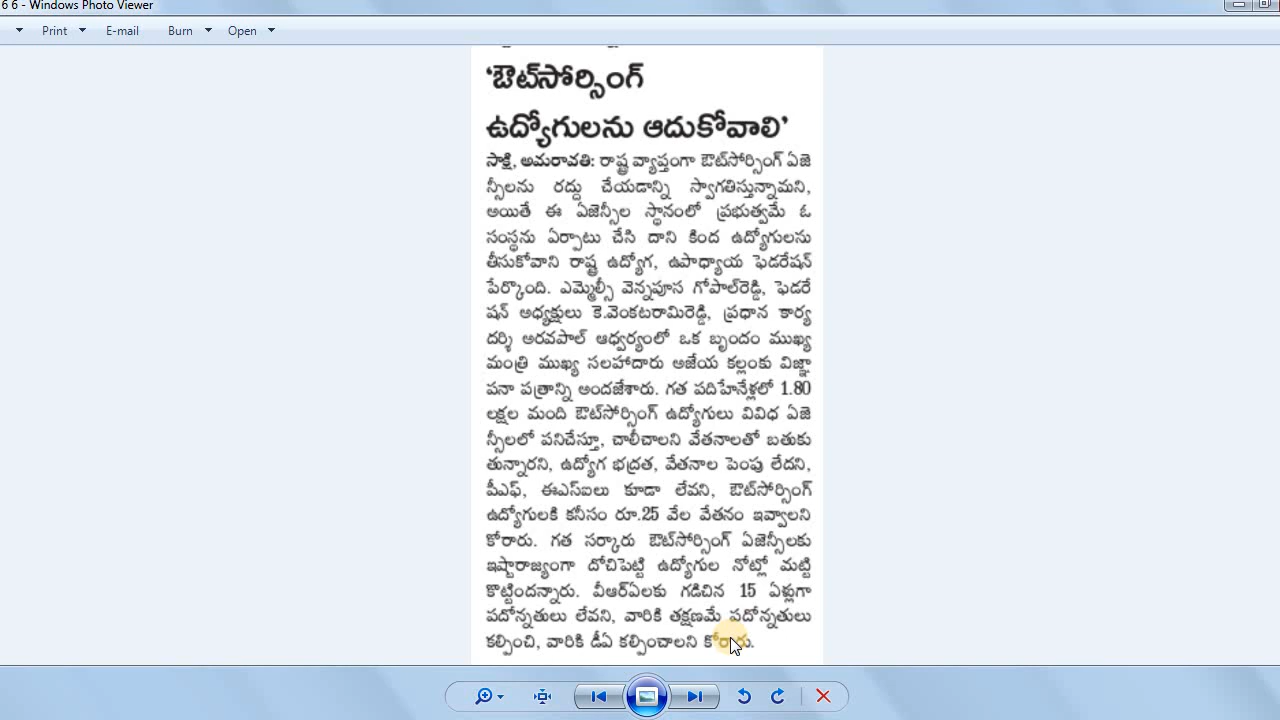 6 6 - Windows Photo Viewer
Print E-mail Burn Open
‘ఔట్‌సోర్సింగ్
ఉద్యోగులను ఆదుకోవాలి’
సాక్షి, అమరావతి: రాష్ట్ర వ్యాప్తంగా ఔట్‌సోర్సింగ్ ఏజె
న్సీలను రద్దు చేయడాన్ని స్వాగతిస్తున్నామని,
అయితే ఈ ఏజెన్సీల స్థానంలో ప్రభుత్వమే ఓ
సంస్థను ఏర్పాటు చేసి దాని కింద ఉద్యోగులను
తీసుకోవాని రాష్ట్ర ఉద్యోగ, ఉపాధ్యాయ ఫెడరేషన్
పేర్కొంది. ఎమ్మెల్సీ వెన్నపూస గోపాల్‌రెడ్డి, ఫెడరే
షన్ అధ్యక్షులు కె.వెంకటరామిరెడ్డి, ప్రధాన కార్య
దర్శి అరవపాల్ ఆధ్వర్యంలో ఒక బృందం ముఖ్య
మంత్రి ముఖ్య సలహాదారు అజేయ కల్లంకు విజ్ఞా
పనా పత్రాన్ని అందజేశారు. గత పదిహేనేళ్లలో 1.80
లక్షల మంది ఔట్‌సోర్సింగ్ ఉద్యోగులు వివిధ ఏజె
న్సీలలో పనిచేస్తూ, చాలీచాలని వేతనాలతో బతుకు
తున్నారని, ఉద్యోగ భద్రత, వేతనాల పెంపు లేదని,
పీఎఫ్, ఈఎస్ఐలు కూడా లేవని, ఔట్‌సోర్సింగ్
ఉద్యోగులకి కనీసం రూ.25 వేల వేతనం ఇవ్వాలని
కోరారు. గత సర్కారు ఔట్‌సోర్సింగ్ ఏజెన్సీలకు
ఇష్టారాజ్యంగా దోచిపెట్టి ఉద్యోగుల నోట్లో మట్టి
కొట్టిందన్నారు. వీఆర్ఏలకు గడిచిన 15 ఏళ్లుగా
పదోన్నతులు లేవని, వారికి తక్షణమే పదోన్నతులు
కల్పించి, వారికి డీఏ కల్పించాలని కోరారు.